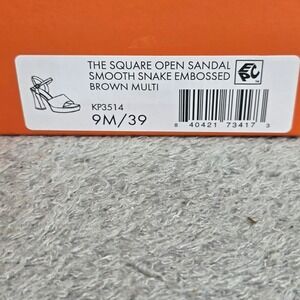 THE SQUARE OPEN SANDAL
SMOOTH SNAKE EMBOSSED
BROWN MULTI
KP3514
9M/39
8 40421 73417 3